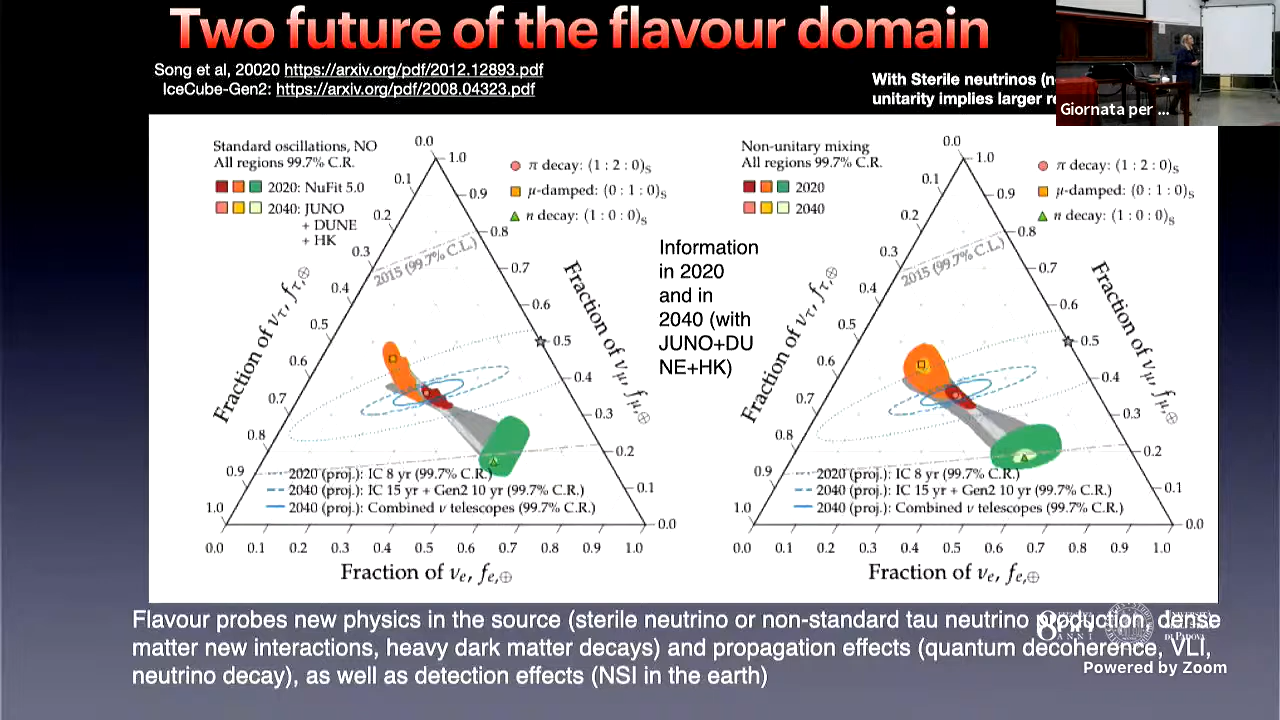 Two future of the flavour domain
Song et al, 20020 https://arxiv.org/pdf/2012.12893.pdf
IceCube-Gen2: https://arxiv.org/pdf/2008.04323.pdf
With Sterile neutrinos (n
unitarity implies larger re
Giornata per ...
Standard oscillations, NO
All regions 99.7% C.R.
2020: NuFit 5.0
2040: JUNO
+ DUNE
+ HK
π decay: (1 : 2 : 0)S
μ-damped: (0 : 1 : 0)S
n decay: (1 : 0 : 0)S
2015 (99.7% C.L.)
0.0
0.1
0.2
0.3
0.4
0.5
0.6
0.7
0.8
0.9
1.0
Fraction of ντ, fτ,⊕
1.0
0.9
0.8
0.7
0.6
0.5
0.4
0.3
0.2
0.1
0.0
Fraction of νμ, fμ,⊕
2020 (proj.): IC 8 yr (99.7% C.R.)
2040 (proj.): IC 15 yr + Gen2 10 yr (99.7% C.R.)
2040 (proj.): Combined ν telescopes (99.7% C.R.)
0.0 0.1 0.2 0.3 0.4 0.5 0.6 0.7 0.8 0.9 1.0
Fraction of νe, fe,⊕
Information
in 2020
and in
2040 (with
JUNO+DU
NE+HK)
Non-unitary mixing
All regions 99.7% C.R.
2020
2040
π decay: (1 : 2 : 0)S
μ-damped: (0 : 1 : 0)S
n decay: (1 : 0 : 0)S
2015 (99.7% C.L.)
0.0
0.1
0.2
0.3
0.4
0.5
0.6
0.7
0.8
0.9
1.0
Fraction of ντ, fτ,⊕
1.0
0.9
0.8
0.7
0.6
0.5
0.4
0.3
0.2
0.1
0.0
Fraction of νμ, fμ,⊕
2020 (proj.): IC 8 yr (99.7% C.R.)
2040 (proj.): IC 15 yr + Gen2 10 yr (99.7% C.R.)
2040 (proj.): Combined ν telescopes (99.7% C.R.)
0.0 0.1 0.2 0.3 0.4 0.5 0.6 0.7 0.8 0.9 1.0
Fraction of νe, fe,⊕
Flavour probes new physics in the source (sterile neutrino or non-standard tau neutrino production, dense
matter new interactions, heavy dark matter decays) and propagation effects (quantum decoherence, VLI,
neutrino decay), as well as detection effects (NSI in the earth)
ANNI
DI PADOVA
Powered by Zoom